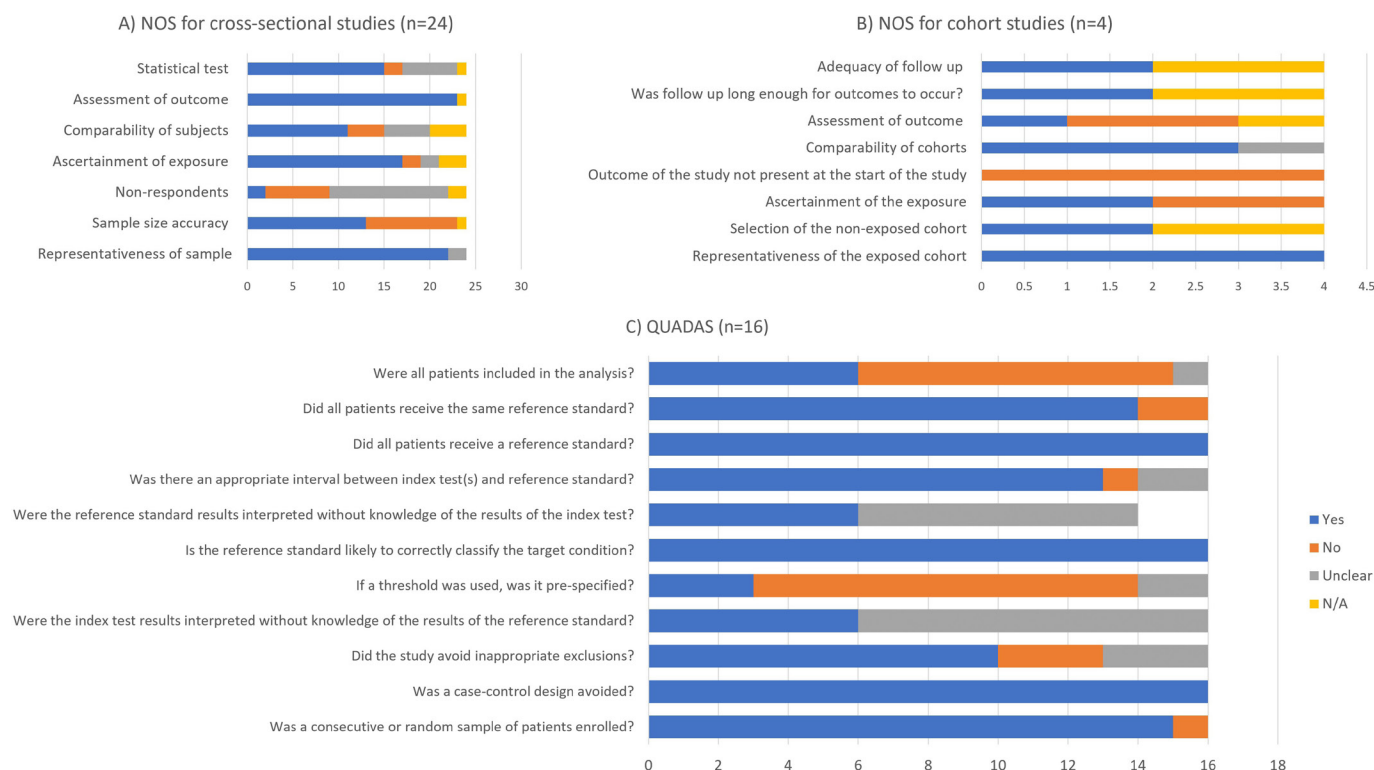 A) NOS for cross-sectional studies (n=24)
Statistical test
Assessment of outcome
Comparability of subjects
Ascertainment of exposure
Non-respondents
Sample size accuracy
Representativeness of sample
0 5 10 15 20 25 30
B) NOS for cohort studies (n=4)
Adequacy of follow up
Was follow up long enough for outcomes to occur?
Assessment of outcome
Comparability of cohorts
Outcome of the study not present at the start of the study
Ascertainment of the exposure
Selection of the non-exposed cohort
Representativeness of the exposed cohort
0 0.5 1 1.5 2 2.5 3 3.5 4 4.5
C) QUADAS (n=16)
Were all patients included in the analysis?
Did all patients receive the same reference standard?
Did all patients receive a reference standard?
Was there an appropriate interval between index test(s) and reference standard?
Were the reference standard results interpreted without knowledge of the results of the index test?
Is the reference standard likely to correctly classify the target condition?
If a threshold was used, was it pre-specified?
Were the index test results interpreted without knowledge of the results of the reference standard?
Did the study avoid inappropriate exclusions?
Was a case-control design avoided?
Was a consecutive or random sample of patients enrolled?
0 2 4 6 8 10 12 14 16 18
Yes
No
Unclear
N/A